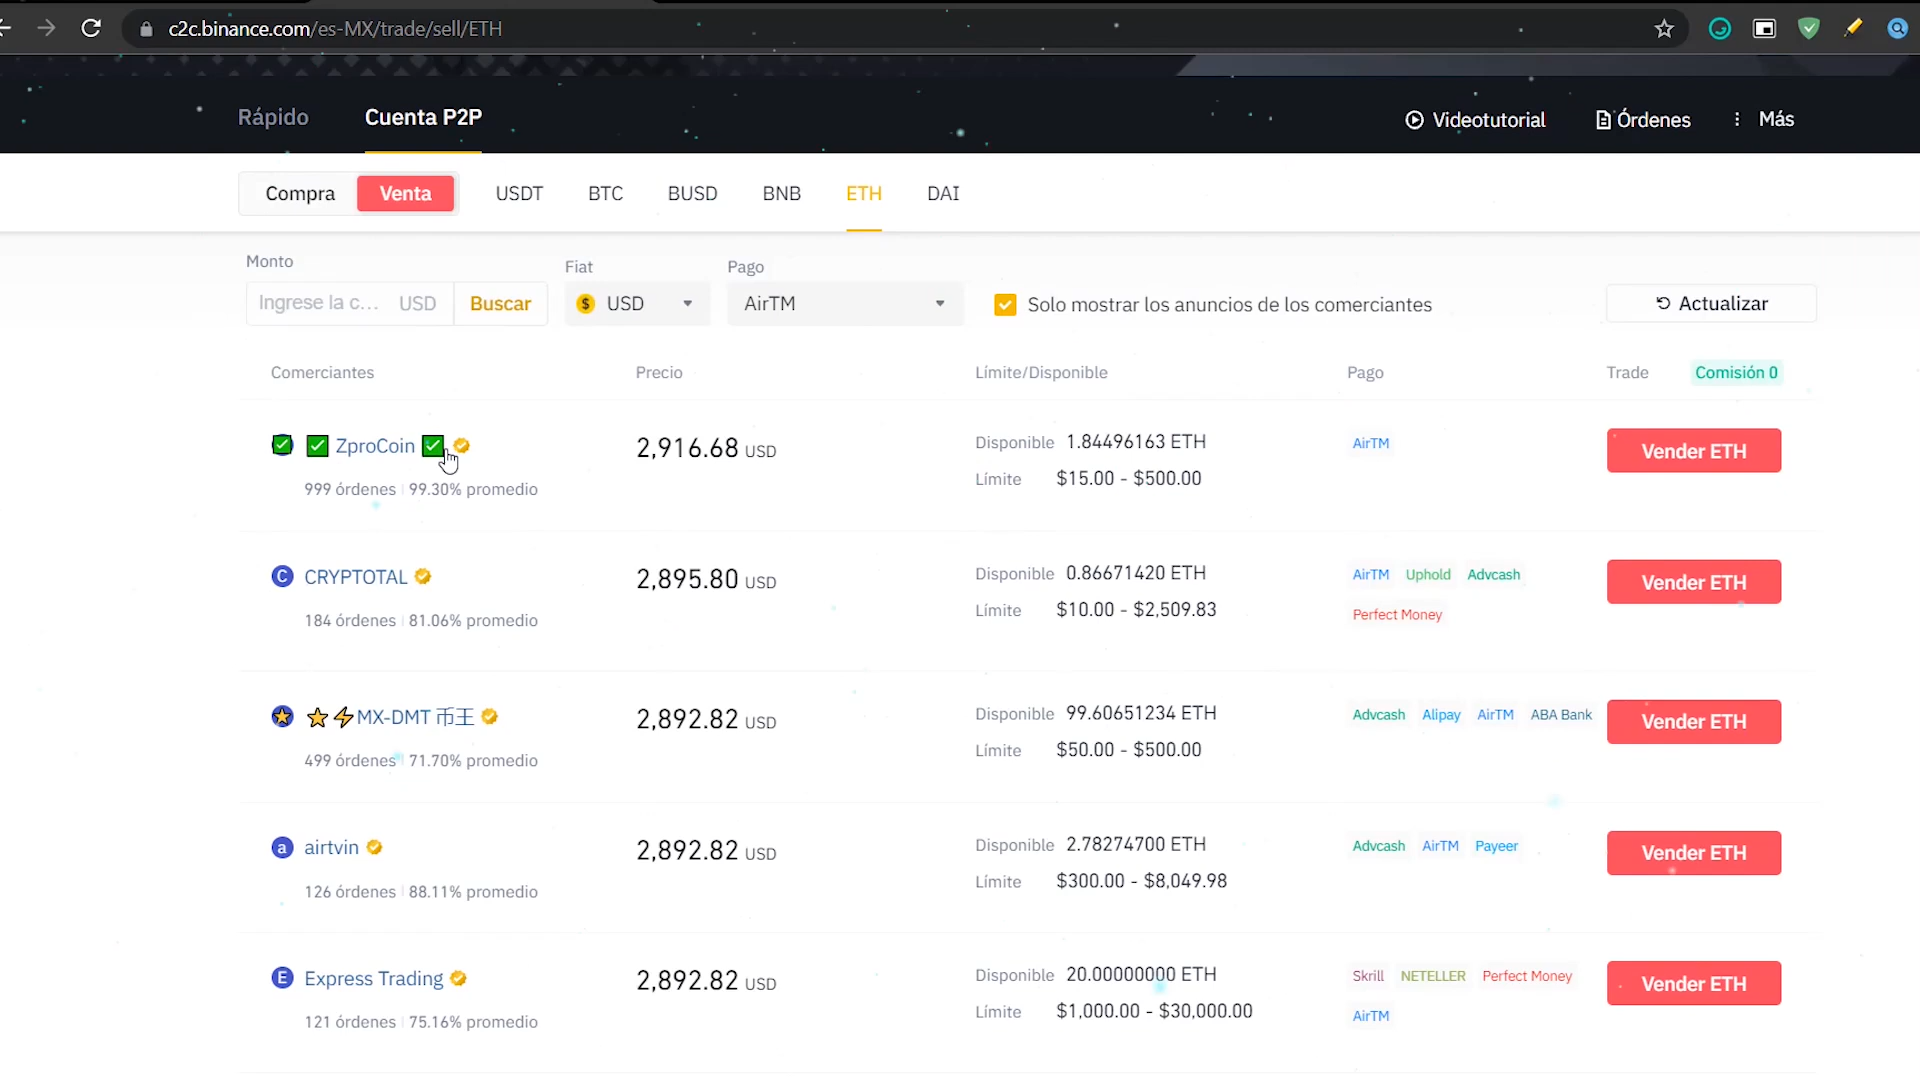 c2c.binance.com/es-MX/trade/sell/ETH
Rápido Cuenta P2P Videotutorial Órdenes Más
Compra Venta USDT BTC BUSD BNB ETH DAI
Monto Fiat Pago
Ingrese la c... USD Buscar USD AirTM Solo mostrar los anuncios de los comerciantes Actualizar
Comerciantes Precio Límite/Disponible Pago Trade Comisión 0
ZproCoin 2,916.68 USD Disponible 1.84496163 ETH AirTM Vender ETH
999 órdenes 99.30% promedio Límite $15.00 - $500.00
CRYPTOTAL 2,895.80 USD Disponible 0.86671420 ETH AirTM Uphold Advcash Vender ETH
184 órdenes 81.06% promedio Límite $10.00 - $2,509.83 Perfect Money
MX-DMT 币王 2,892.82 USD Disponible 99.60651234 ETH Advcash Alipay AirTM ABA Bank Vender ETH
499 órdenes 71.70% promedio Límite $50.00 - $500.00
a airtvin 2,892.82 USD Disponible 2.78274700 ETH Advcash AirTM Payeer Vender ETH
126 órdenes 88.11% promedio Límite $300.00 - $8,049.98
E Express Trading 2,892.82 USD Disponible 20.00000000 ETH Skrill NETELLER Perfect Money Vender ETH
121 órdenes 75.16% promedio Límite $1,000.00 - $30,000.00 AirTM